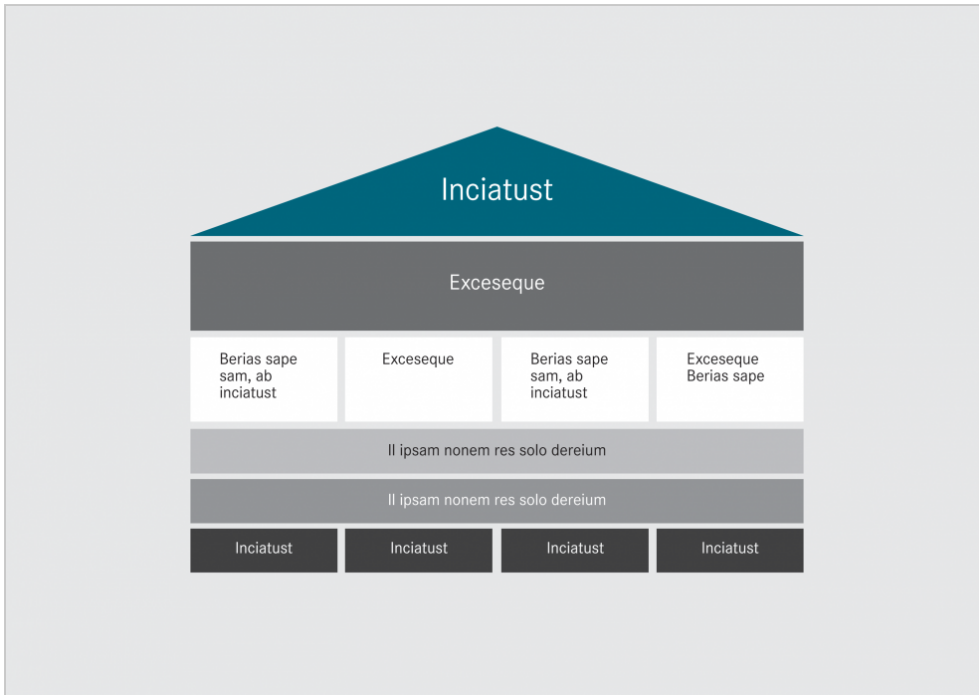 Inciatust
Exceseque
Berias sape
sam, ab
inciatust
Exceseque
Berias sape
sam, ab
inciatust
Exceseque
Berias sape
Il ipsam nonem res solo dereium
Il ipsam nonem res solo dereium
Inciatust
Inciatust
Inciatust
Inciatust